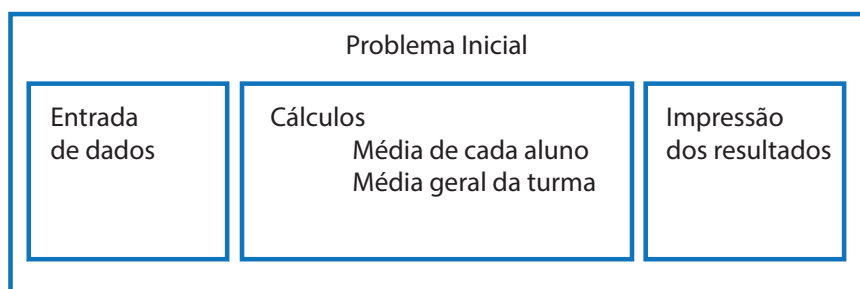 Problema Inicial
Entrada
de dados
Cálculos
Média de cada aluno
Média geral da turma
Impressão
dos resultados